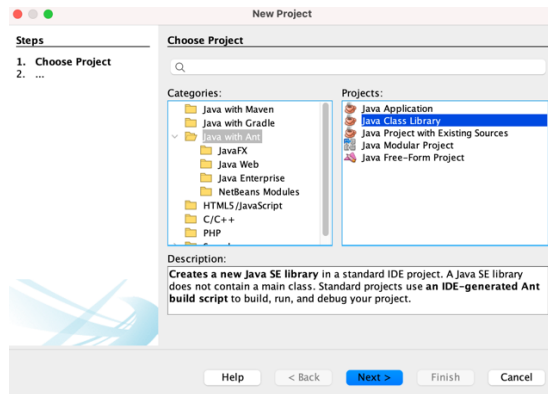 New Project
Steps
1. Choose Project
2. ...
Choose Project
Categories:
Java with Maven
Java with Gradle
Java with Ant
JavaFX
Java Web
Java Enterprise
NetBeans Modules
HTML5/JavaScript
C/C++
PHP
Projects:
Java Application
Java Class Library
Java Project with Existing Sources
Java Modular Project
Java Free-Form Project
Description:
Creates a new Java SE library in a standard IDE project. A Java SE library
does not contain a main class. Standard projects use an IDE-generated Ant
build script to build, run, and debug your project.
Help
< Back
Next >
Finish
Cancel